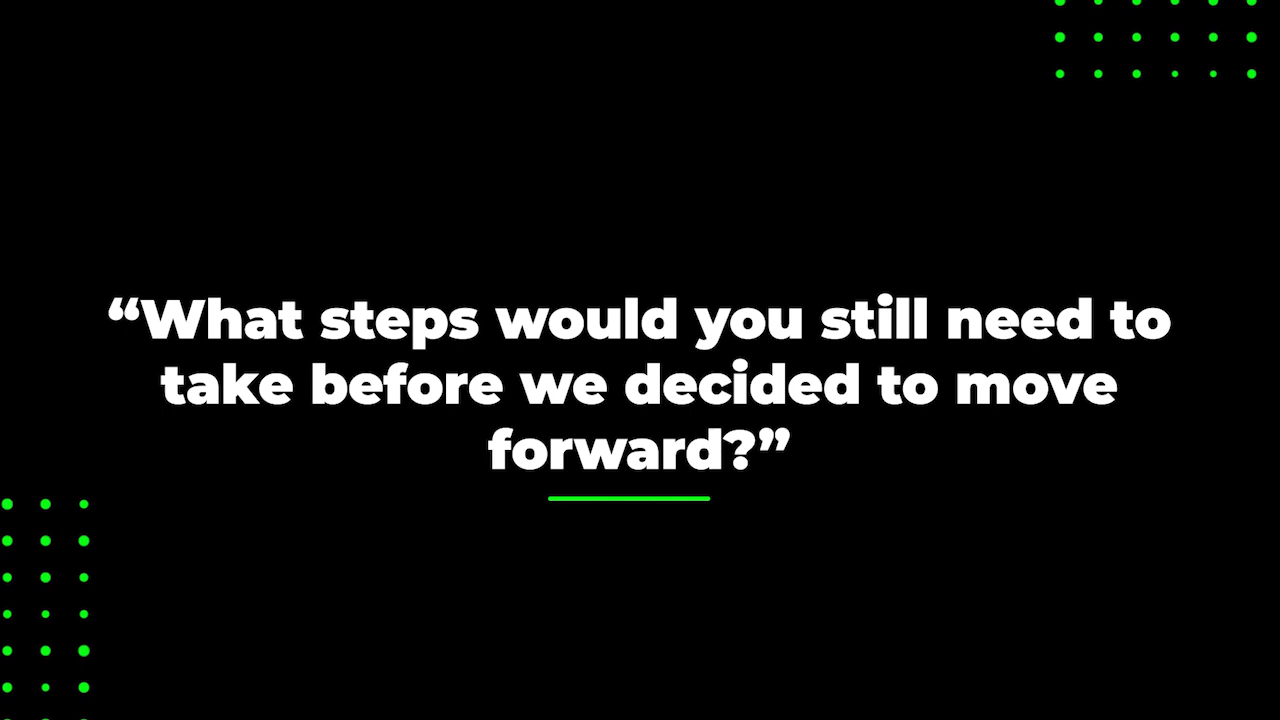 “What steps would you still need to
take before we decided to move
forward?”